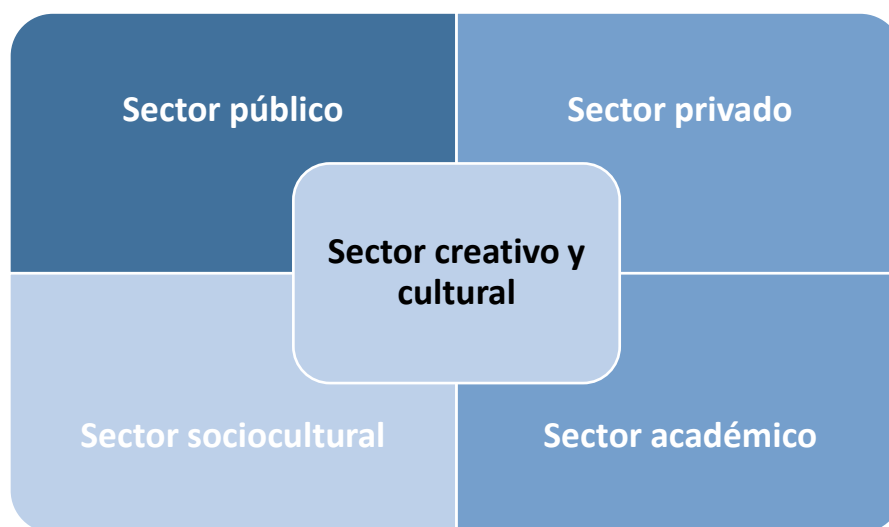 Sector público
Sector privado
Sector creativo y
cultural
Sector sociocultural
Sector académico